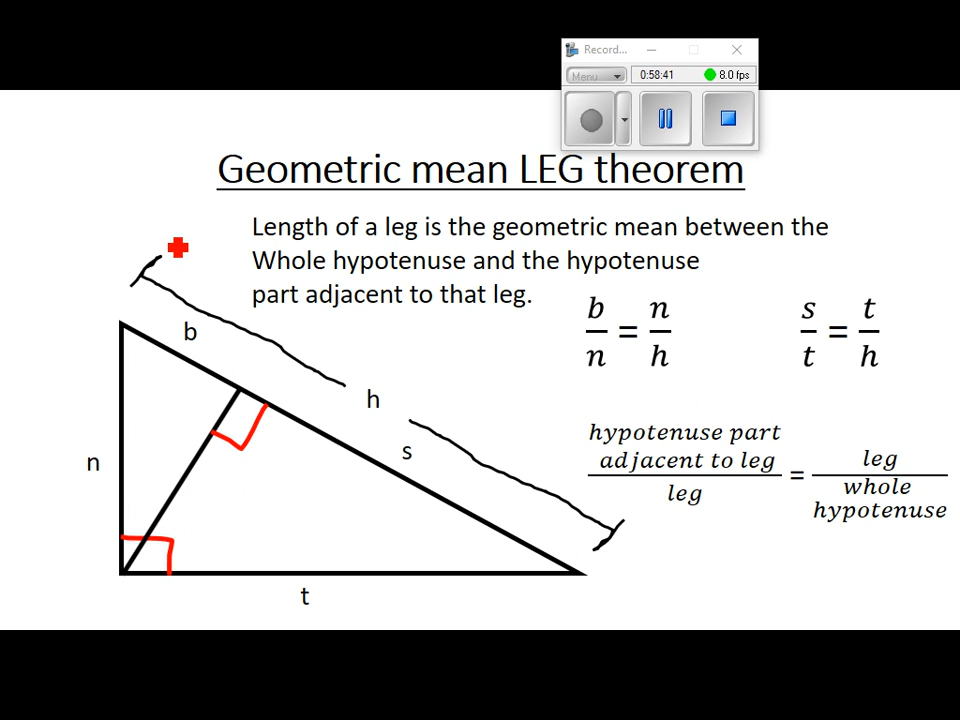 Record...
Menu
0:58:41
8.0 fps
Geometric mean LEG theorem
Length of a leg is the geometric mean between the
Whole hypotenuse and the hypotenuse
part adjacent to that leg.
b/n = n/h
s/t = t/h
hypotenuse part
adjacent to leg
leg
=
leg
whole
hypotenuse
b
h
s
n
t